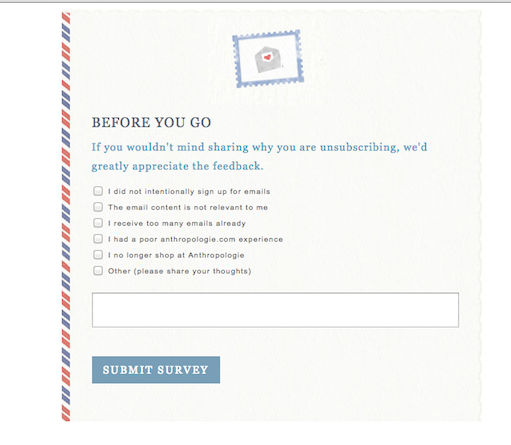 BEFORE YOU GO
If you wouldn't mind sharing why you are unsubscribing, we'd
greatly appreciate the feedback.
I did not intentionally sign up for emails
The email content is not relevant to me
I receive too many emails already
I had a poor anthropologie.com experience
I no longer shop at Anthropologie
Other (please share your thoughts)
SUBMIT SURVEY